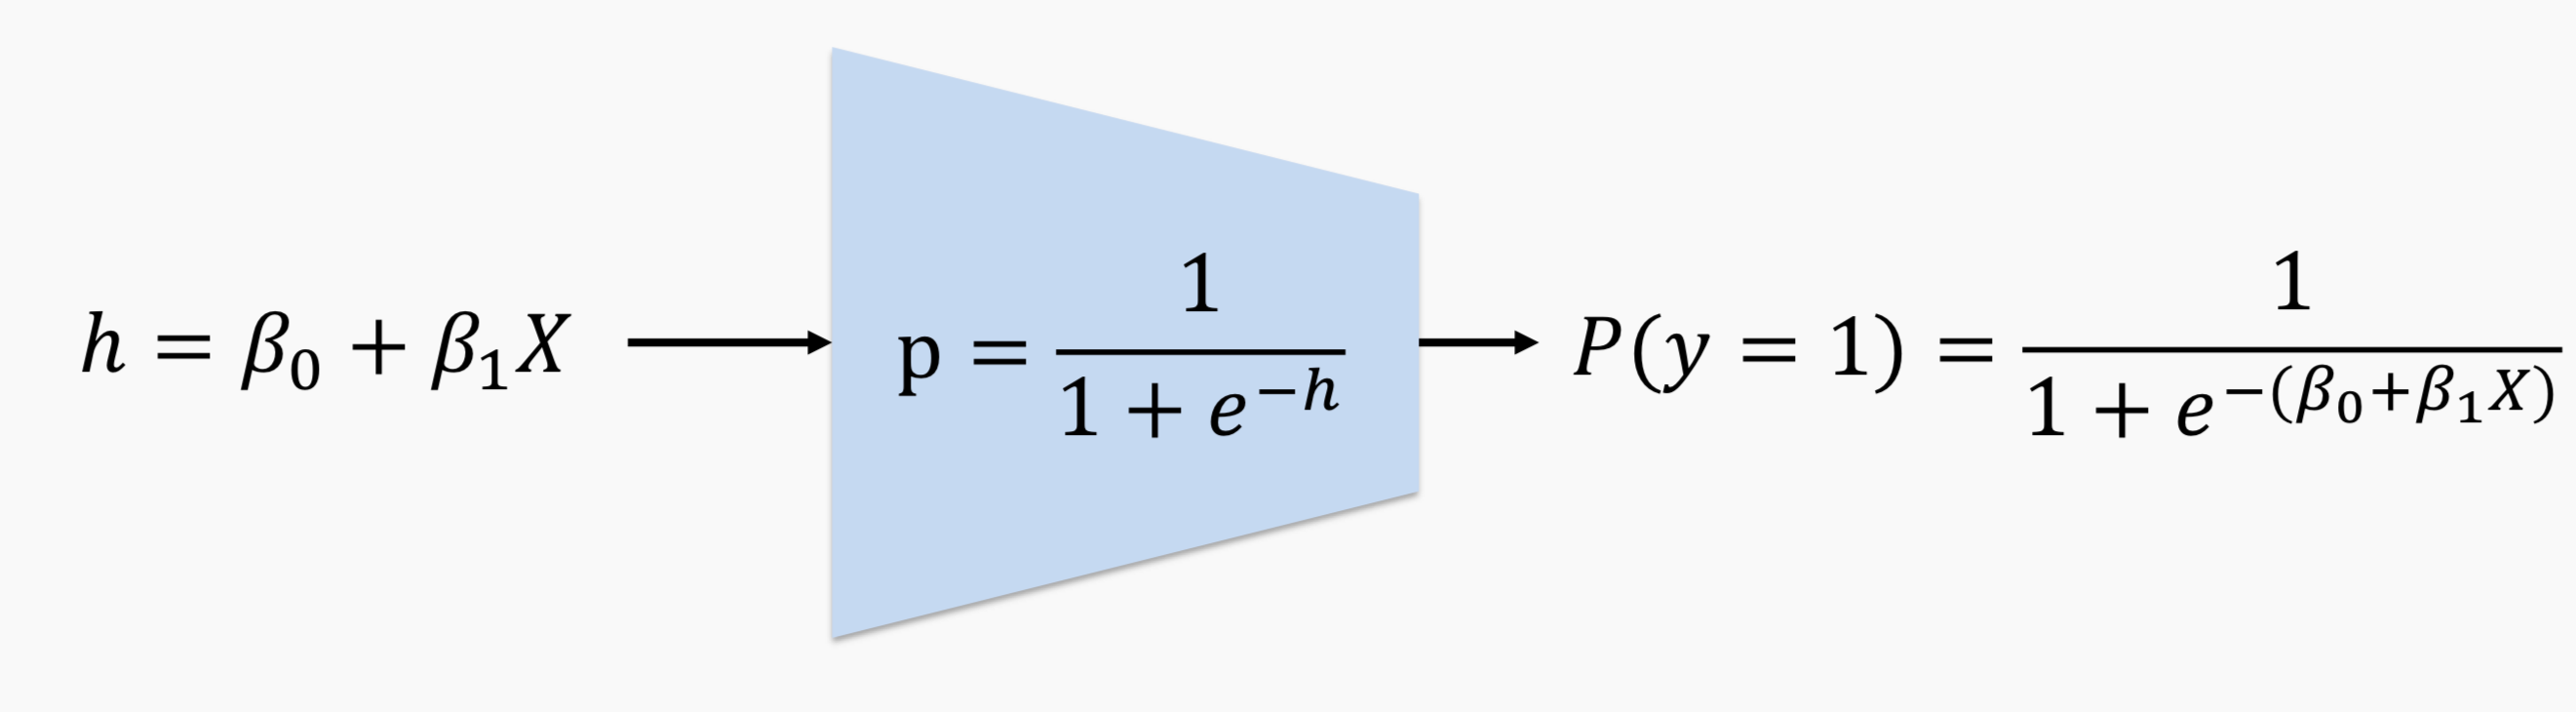 h = β₀ + β₁X
p = 1 / (1 + e^(−h))
P(y = 1) = 1 / (1 + e^(−(β₀+β₁X)))